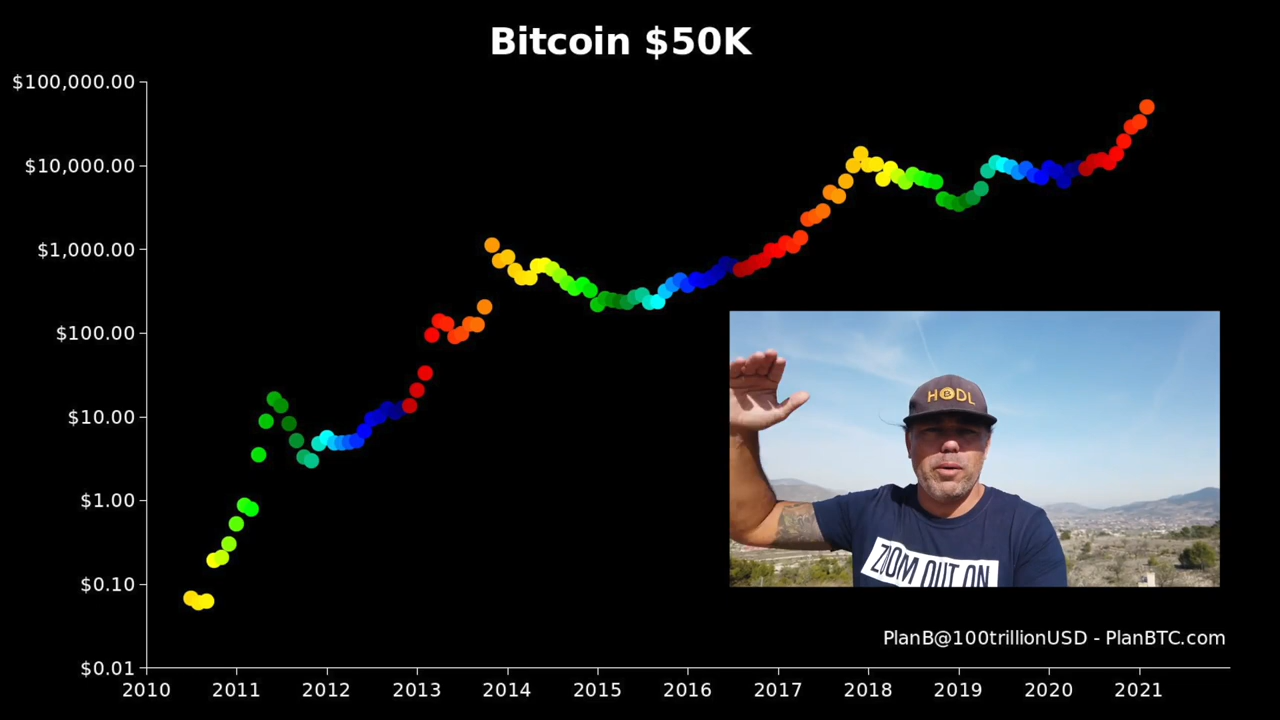 Bitcoin $50K
$100,000.00
$10,000.00
$1,000.00
$100.00
$10.00
$1.00
$0.10
$0.01
2010 2011 2012 2013 2014 2015 2016 2017 2018 2019 2020 2021
HODL
ZOOM OUT ON
PlanB@100trillionUSD - PlanBTC.com